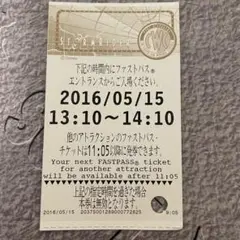 下記の時間内にファストパス®
エントランスからご入場ください。
2016/05/15
13:10～14:10
他のアトラクションのファストパス・
チケットは11:05以降に発券できます。
Your next FASTPASS® ticket
for another attraction
will be available after 11:05
上記の指定時間を過ぎた場合
本券は無効となります。
2016/05/15 2037500126900077282S 9:05